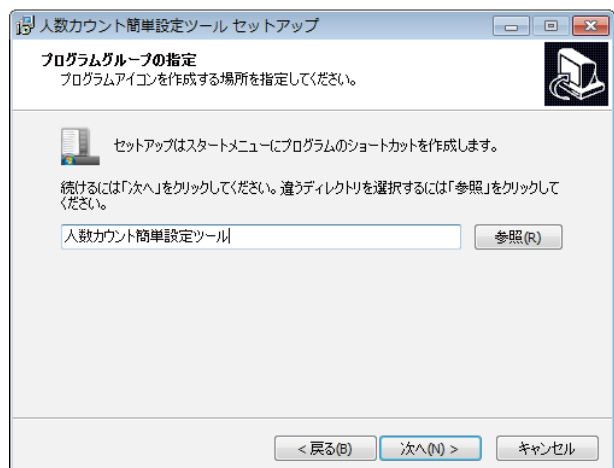 人数カウント簡単設定ツール セットアップ
プログラムグループの指定
プログラムアイコンを作成する場所を指定してください。
セットアップはスタートメニューにプログラムのショートカットを作成します。
続けるには「次へ」をクリックしてください。違うディレクトリを選択するには「参照」をクリックして
ください。
人数カウント簡単設定ツール
参照(R)
< 戻る(B)
次へ(N) >
キャンセル